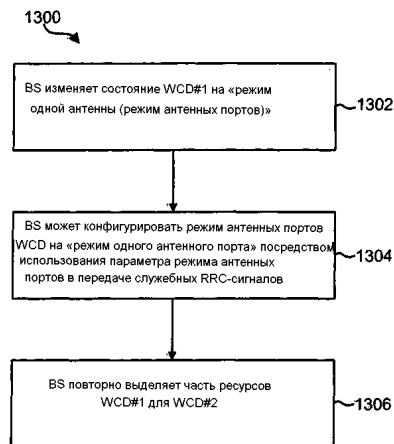 1300
BS изменяет состояние WCD#1 на «режим
одной антенны (режим антенных портов)»
1302
BS может конфигурировать режим антенных портов
WCD на «режим одного антенного порта» посредством
использования параметра режима антенных
портов в передаче служебных RRC-сигналов
1304
BS повторно выделяет часть ресурсов
WCD#1 для WCD#2
1306